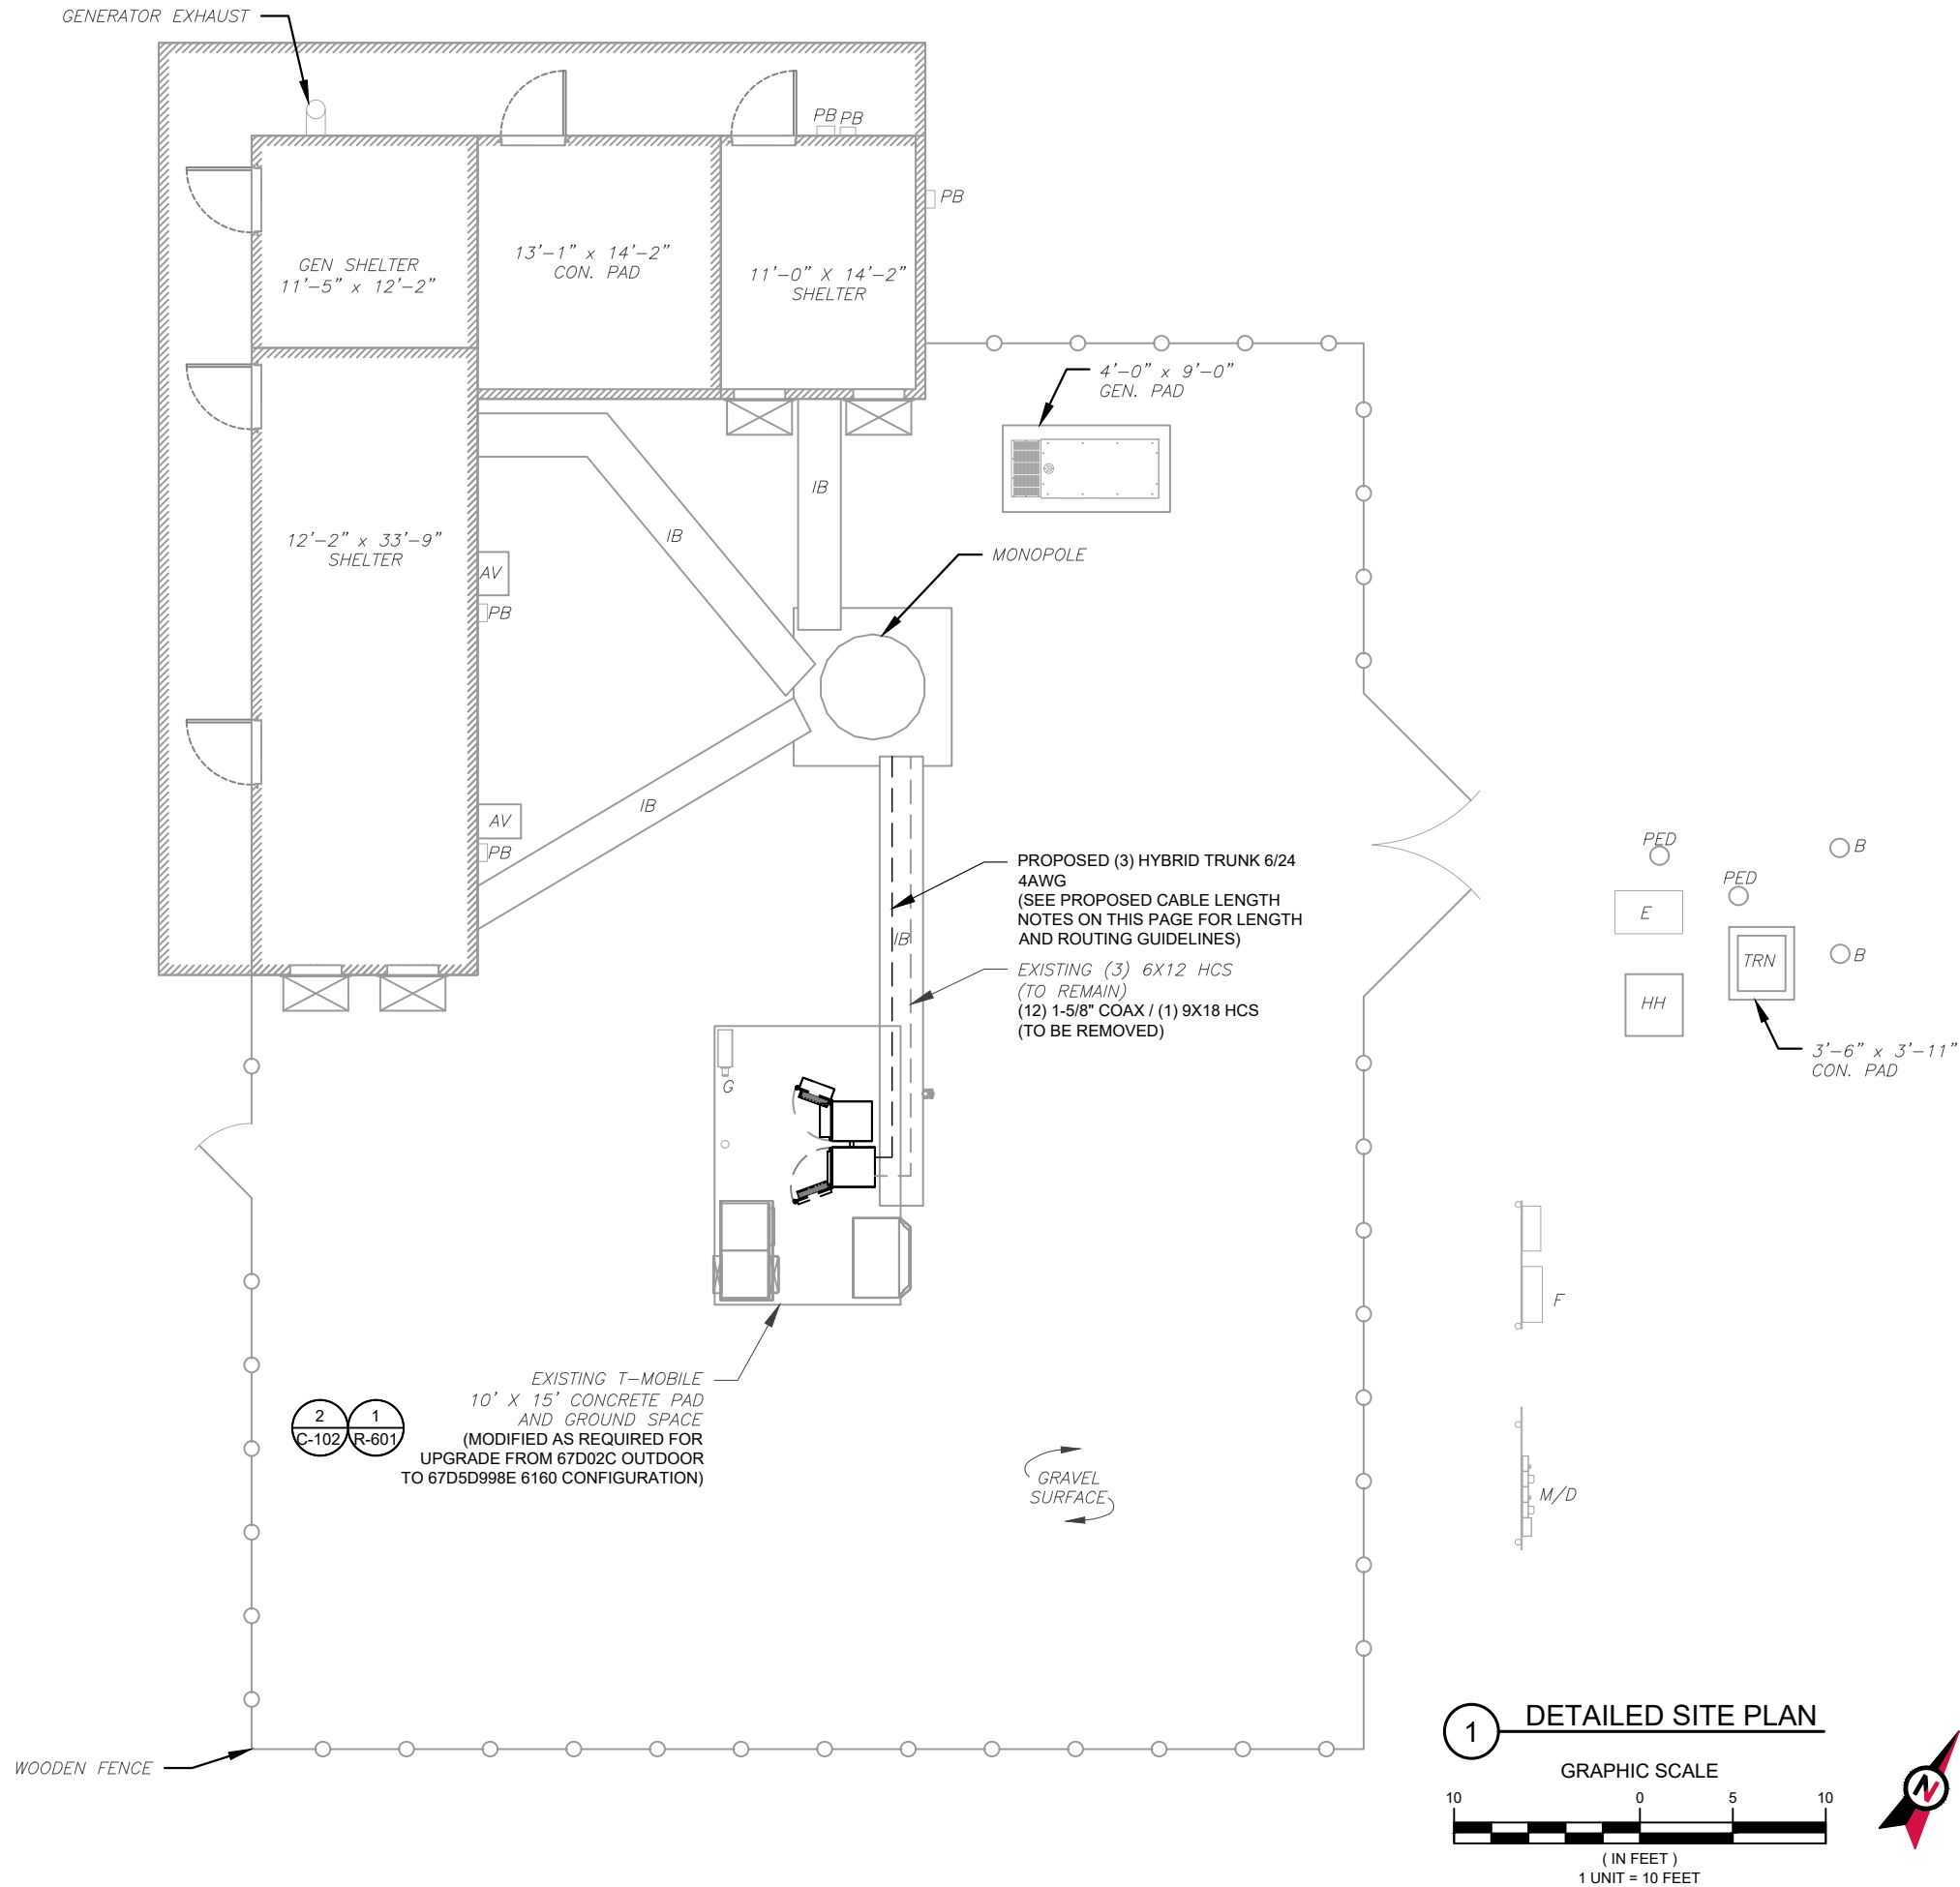 GENERATOR EXHAUST
PB PB
PB
GEN SHELTER
11'-5" x 12'-2"
13'-1" x 14'-2"
CON. PAD
11'-0" X 14'-2"
SHELTER
4'-0" x 9'-0"
GEN. PAD
IB
IB
12'-2" x 33'-9"
SHELTER
MONOPOLE
AV
PB
IB
AV
PB
PROPOSED (3) HYBRID TRUNK 6/24
4AWG
(SEE PROPOSED CABLE LENGTH
NOTES ON THIS PAGE FOR LENGTH
AND ROUTING GUIDELINES)
IB
EXISTING (3) 6X12 HCS
(TO REMAIN)
(12) 1-5/8" COAX / (1) 9X18 HCS
(TO BE REMOVED)
PED
B
PED
E
TRN
B
HH
3'-6" x 3'-11"
CON. PAD
G
F
EXISTING T-MOBILE
10' X 15' CONCRETE PAD
AND GROUND SPACE
(MODIFIED AS REQUIRED FOR
UPGRADE FROM 67D02C OUTDOOR
TO 67D5D998E 6160 CONFIGURATION)
2
C-102
1
R-601
GRAVEL
SURFACE
M/D
WOODEN FENCE
1
DETAILED SITE PLAN
GRAPHIC SCALE
10 0 5 10
( IN FEET )
1 UNIT = 10 FEET
N